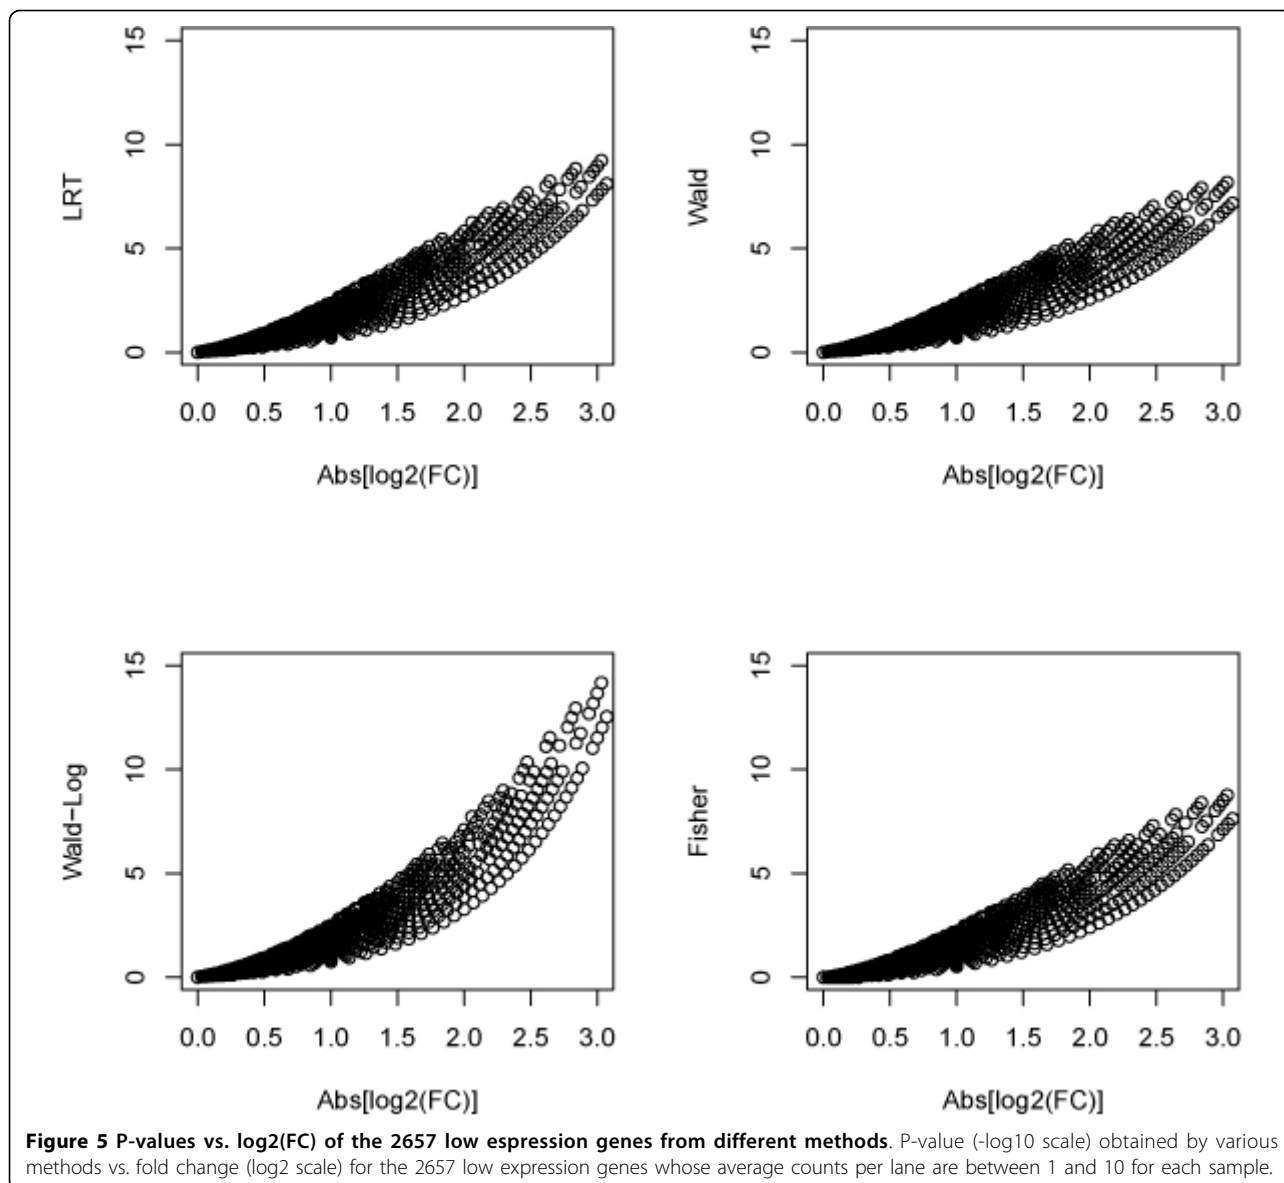 15
10
5
0
LRT
0.0 0.5 1.0 1.5 2.0 2.5 3.0
Abs[log2(FC)]
15
10
5
0
Wald
0.0 0.5 1.0 1.5 2.0 2.5 3.0
Abs[log2(FC)]
15
10
5
0
Wald-Log
0.0 0.5 1.0 1.5 2.0 2.5 3.0
Abs[log2(FC)]
15
10
5
0
Fisher
0.0 0.5 1.0 1.5 2.0 2.5 3.0
Abs[log2(FC)]
Figure 5 P-values vs. log2(FC) of the 2657 low espression genes from different methods. P-value (-log10 scale) obtained by various
methods vs. fold change (log2 scale) for the 2657 low expression genes whose average counts per lane are between 1 and 10 for each sample.